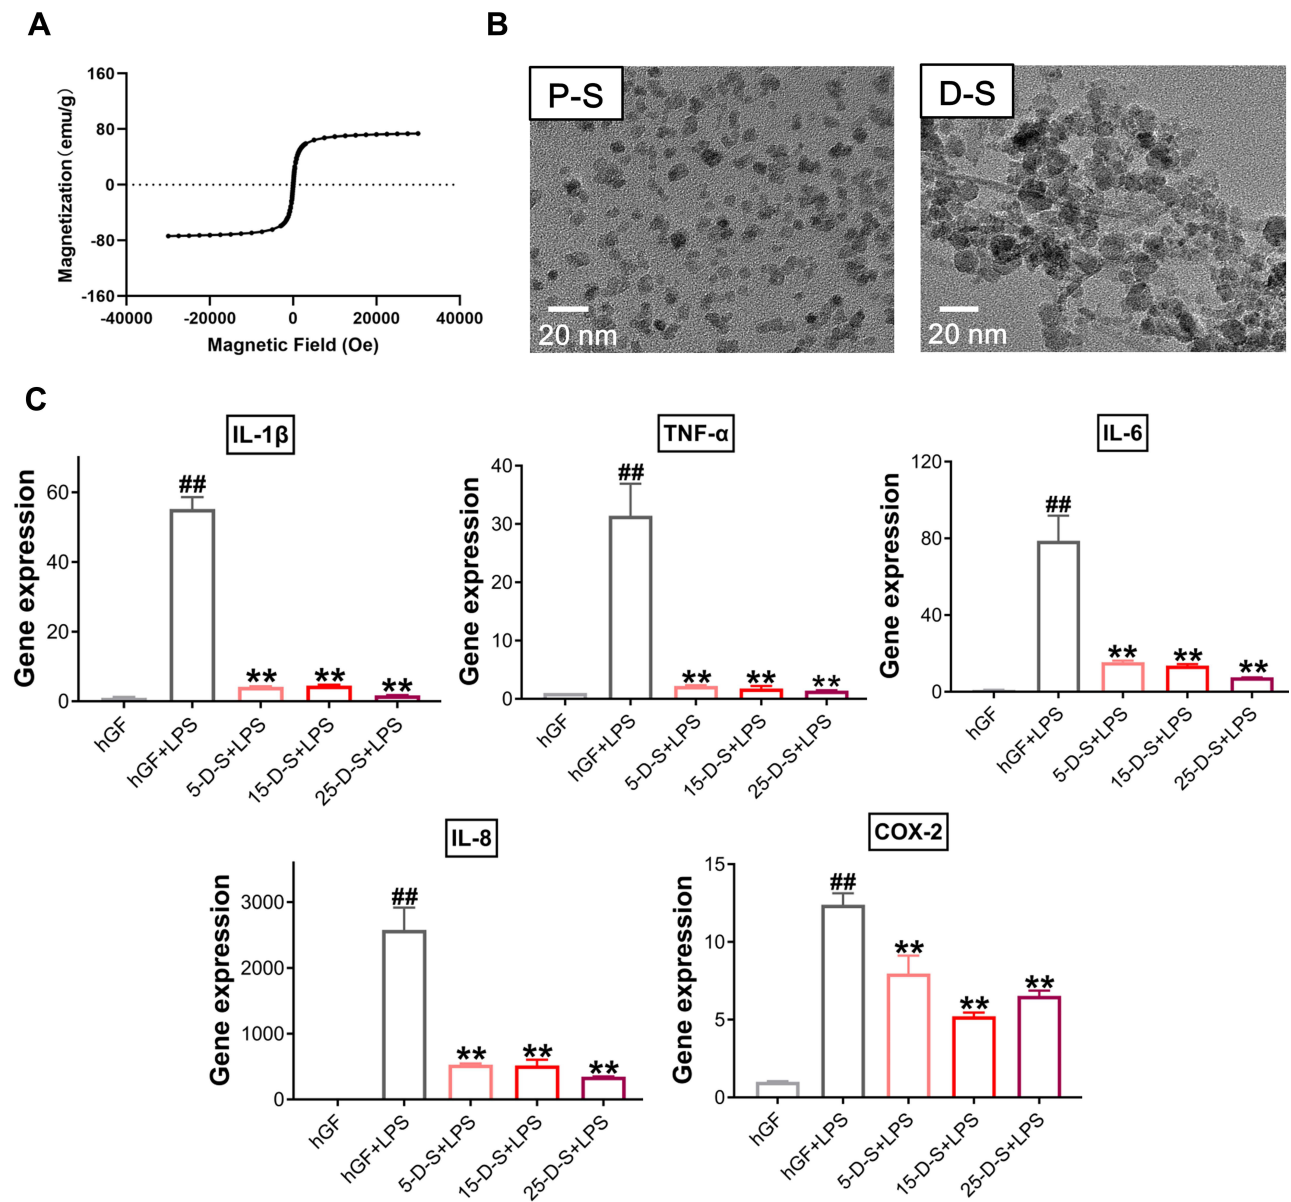 A
160
80
0
-80
-160
Magnetization (emu/g)
-40000 -20000 0 20000 40000
Magnetic Field (Oe)
B
P-S
20 nm
D-S
20 nm
C
IL-1β
Gene expression
60
40
20
0
##
** ** **
hGF hGF+LPS 5-D-S+LPS 15-D-S+LPS 25-D-S+LPS
TNF-α
Gene expression
40
30
20
10
0
##
** ** **
hGF hGF+LPS 5-D-S+LPS 15-D-S+LPS 25-D-S+LPS
IL-6
Gene expression
120
80
40
0
##
** ** **
hGF hGF+LPS 5-D-S+LPS 15-D-S+LPS 25-D-S+LPS
IL-8
Gene expression
3000
2000
1000
0
##
** ** **
hGF hGF+LPS 5-D-S+LPS 15-D-S+LPS 25-D-S+LPS
COX-2
Gene expression
15
10
5
0
##
** ** **
hGF hGF+LPS 5-D-S+LPS 15-D-S+LPS 25-D-S+LPS